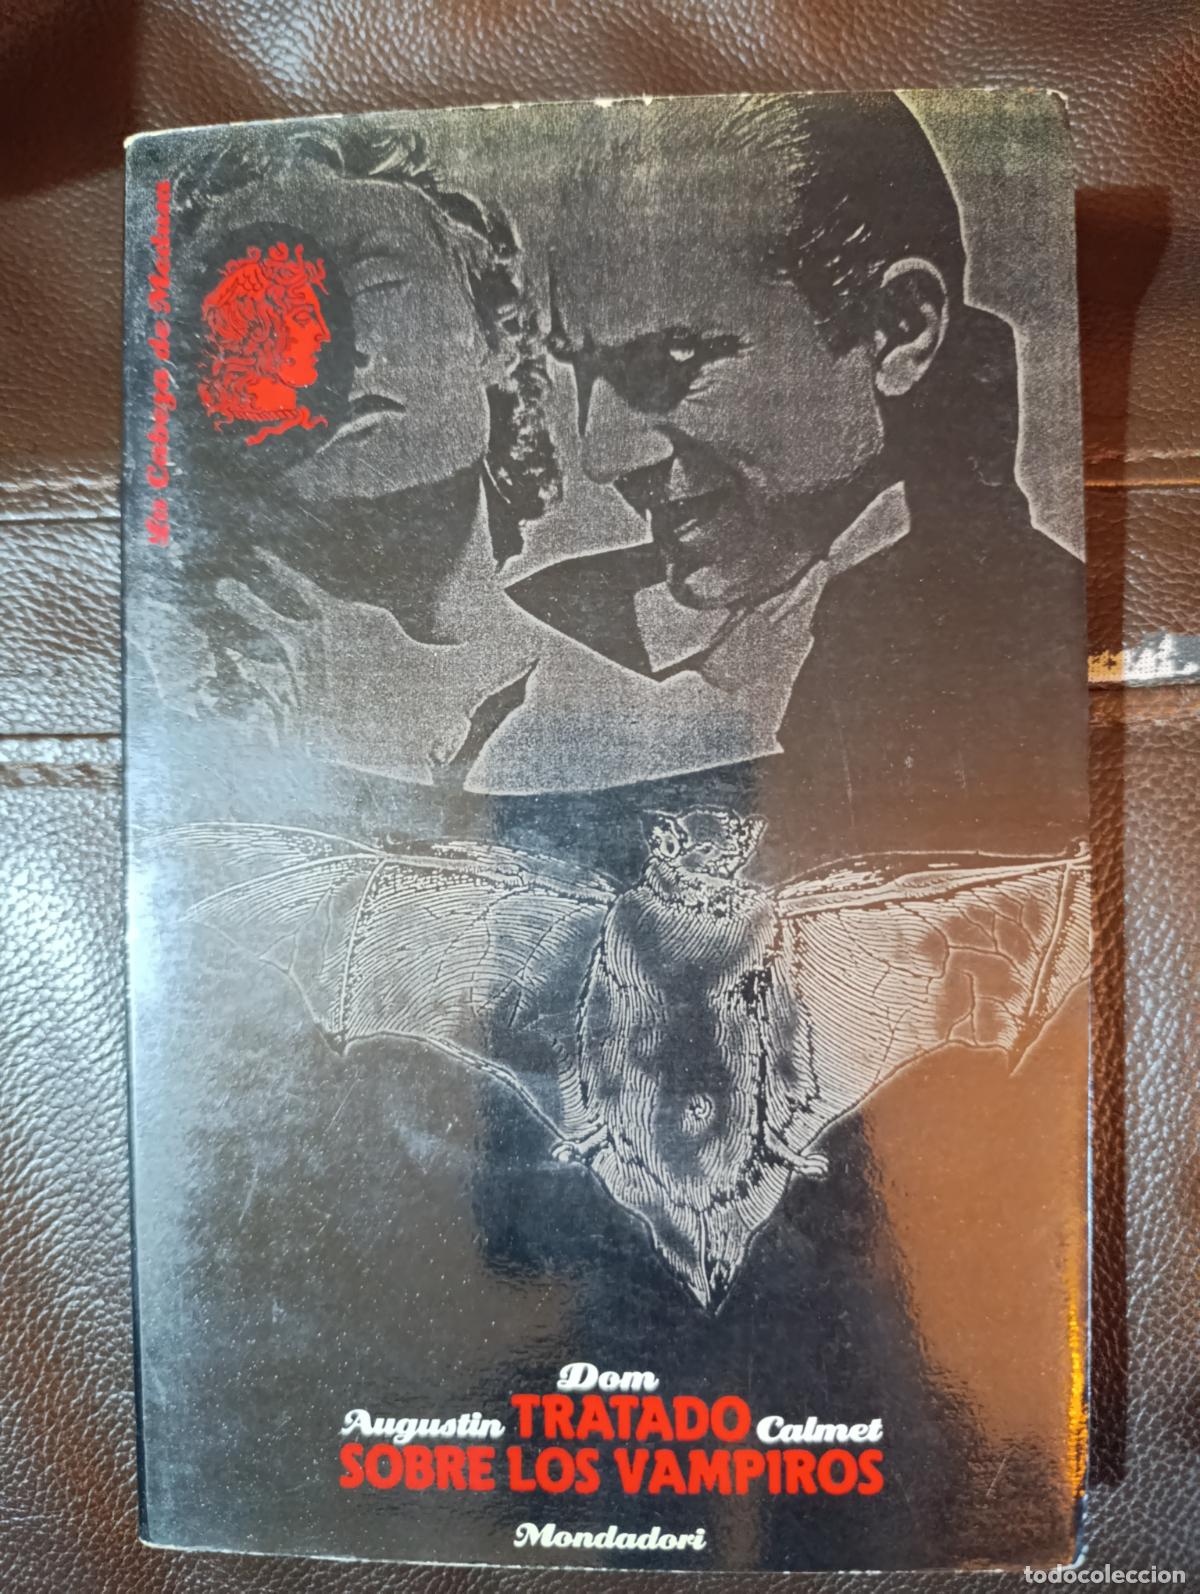 La Cabeza de Medusa
Dom
Augustin TRATADO Calmet
SOBRE LOS VAMPIROS
Mondadori
todocoleccion